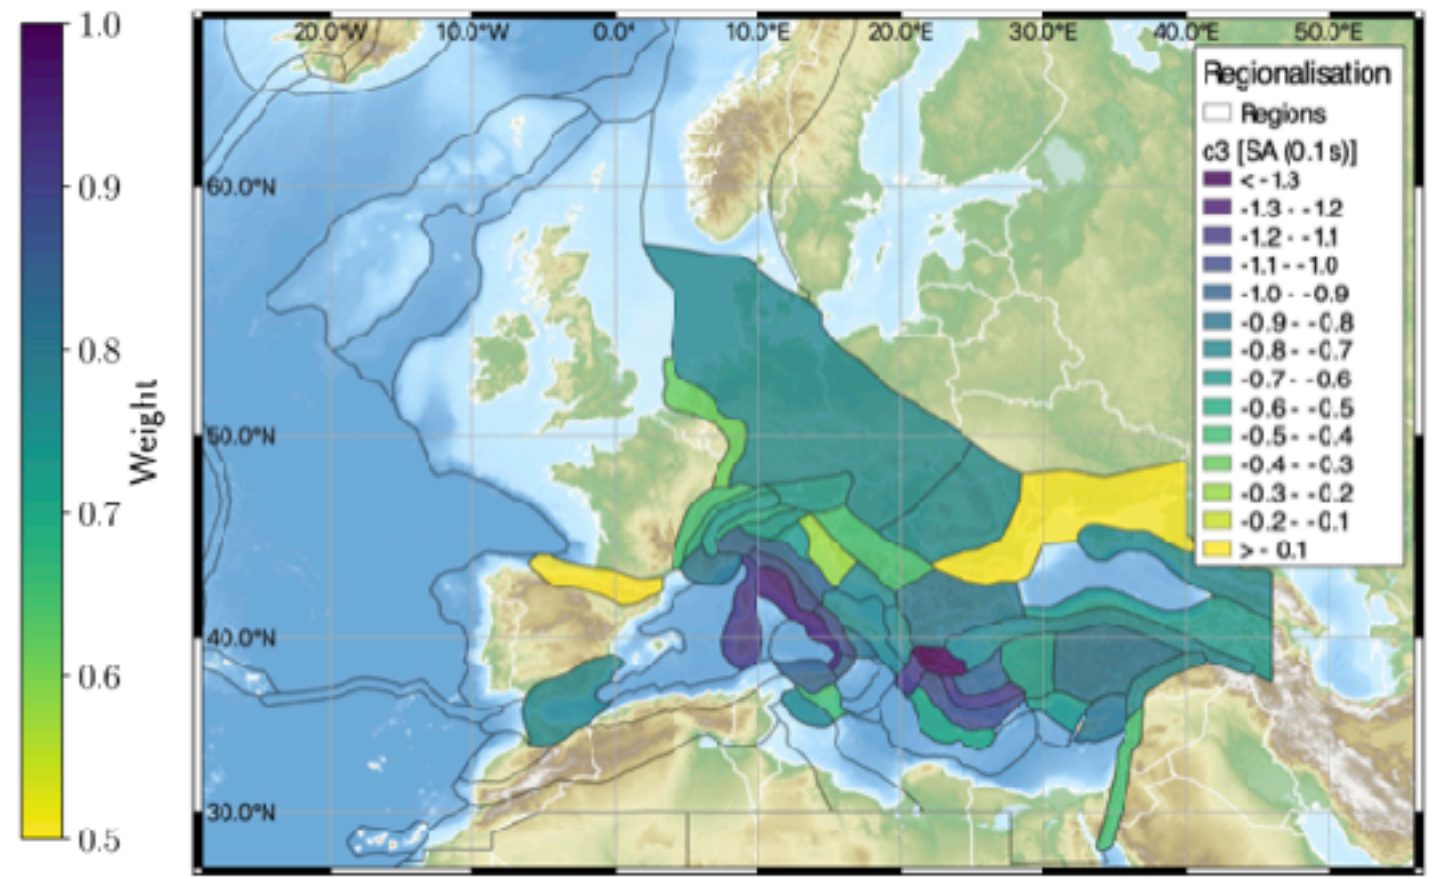 1.0
0.9
0.8
0.7
0.6
0.5
Weight
20.0°W 10.0°W 0.0° 10.0°E 20.0°E 30.0°E 40.0°E 50.0°E
60.0°N
50.0°N
40.0°N
30.0°N
Regionalisation
Regions
c3 [SA (0.1s)]
< -1.3
-1.3 - -1.2
-1.2 - -1.1
-1.1 - -1.0
-1.0 - -0.9
-0.9 - -0.8
-0.8 - -0.7
-0.7 - -0.6
-0.6 - -0.5
-0.5 - -0.4
-0.4 - -0.3
-0.3 - -0.2
-0.2 - -0.1
> - 0.1